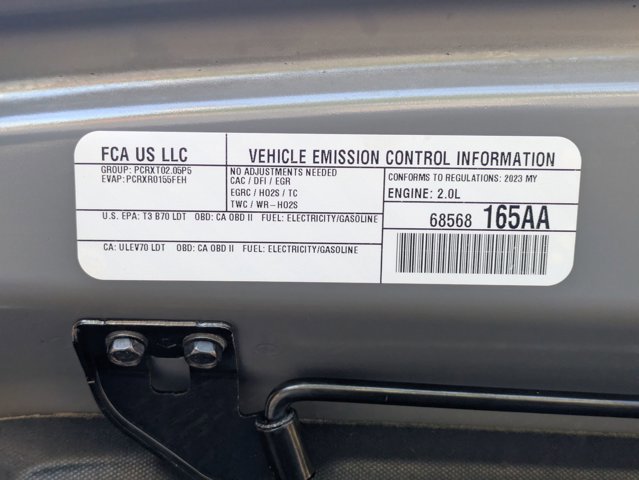 FCA US LLC
GROUP: PCRXT02.05P5
EVAP: PCRXR0155FEH
VEHICLE EMISSION CONTROL INFORMATION
NO ADJUSTMENTS NEEDED
CAC / DFI / EGR
EGRC / HO2S / TC
TWC / WR-HO2S
CONFORMS TO REGULATIONS: 2023 MY
ENGINE: 2.0L
U.S. EPA: T3 B70 LDT OBD: CA OBD II FUEL: ELECTRICITY/GASOLINE
68568 165AA
CA: ULEV70 LDT OBD: CA OBD II FUEL: ELECTRICITY/GASOLINE